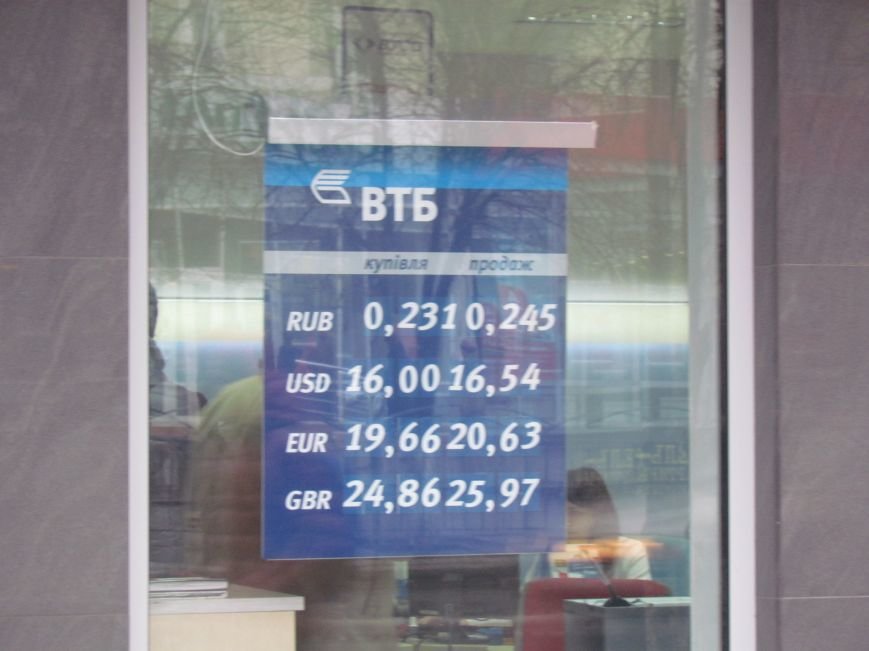 ВТБ
купівля продаж
RUB 0,231 0,245
USD 16,00 16,54
EUR 19,66 20,63
GBR 24,86 25,97